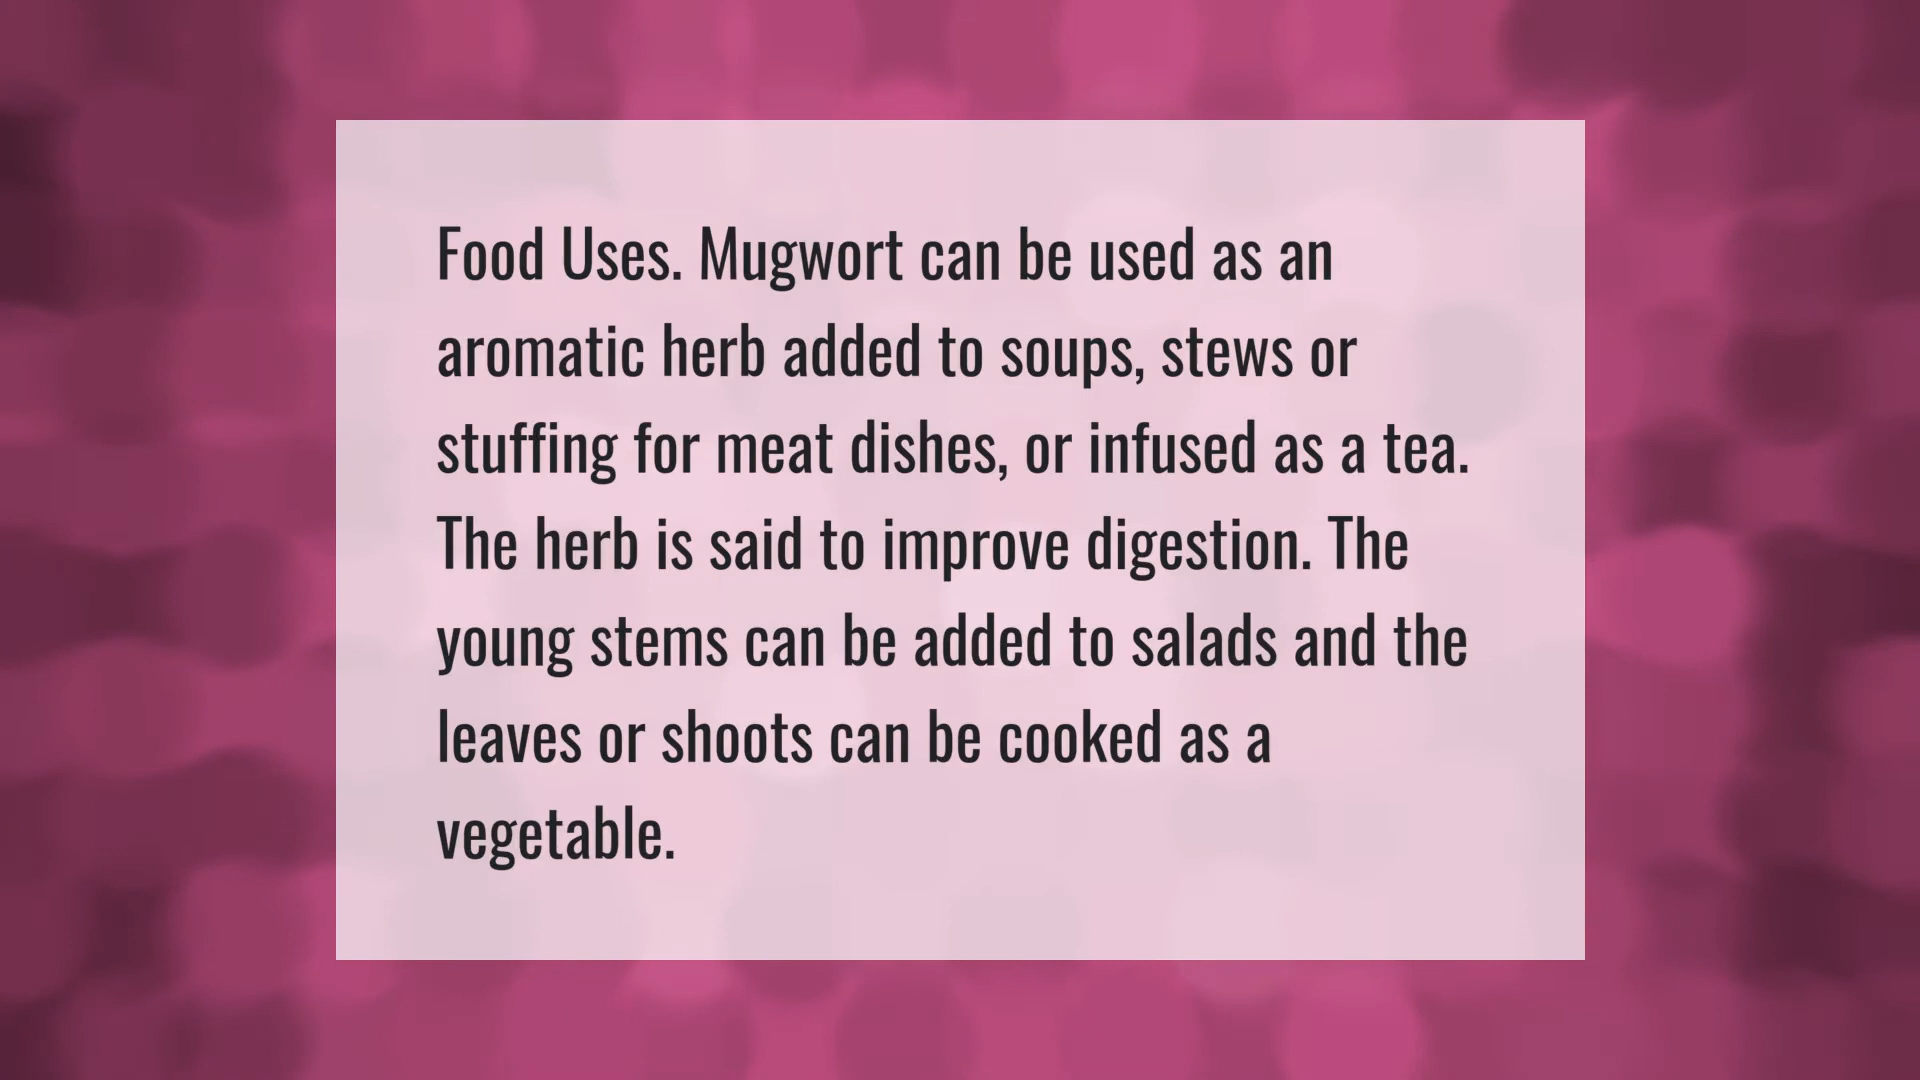 Food Uses. Mugwort can be used as an
aromatic herb added to soups, stews or
stuffing for meat dishes, or infused as a tea.
The herb is said to improve digestion. The
young stems can be added to salads and the
leaves or shoots can be cooked as a
vegetable.